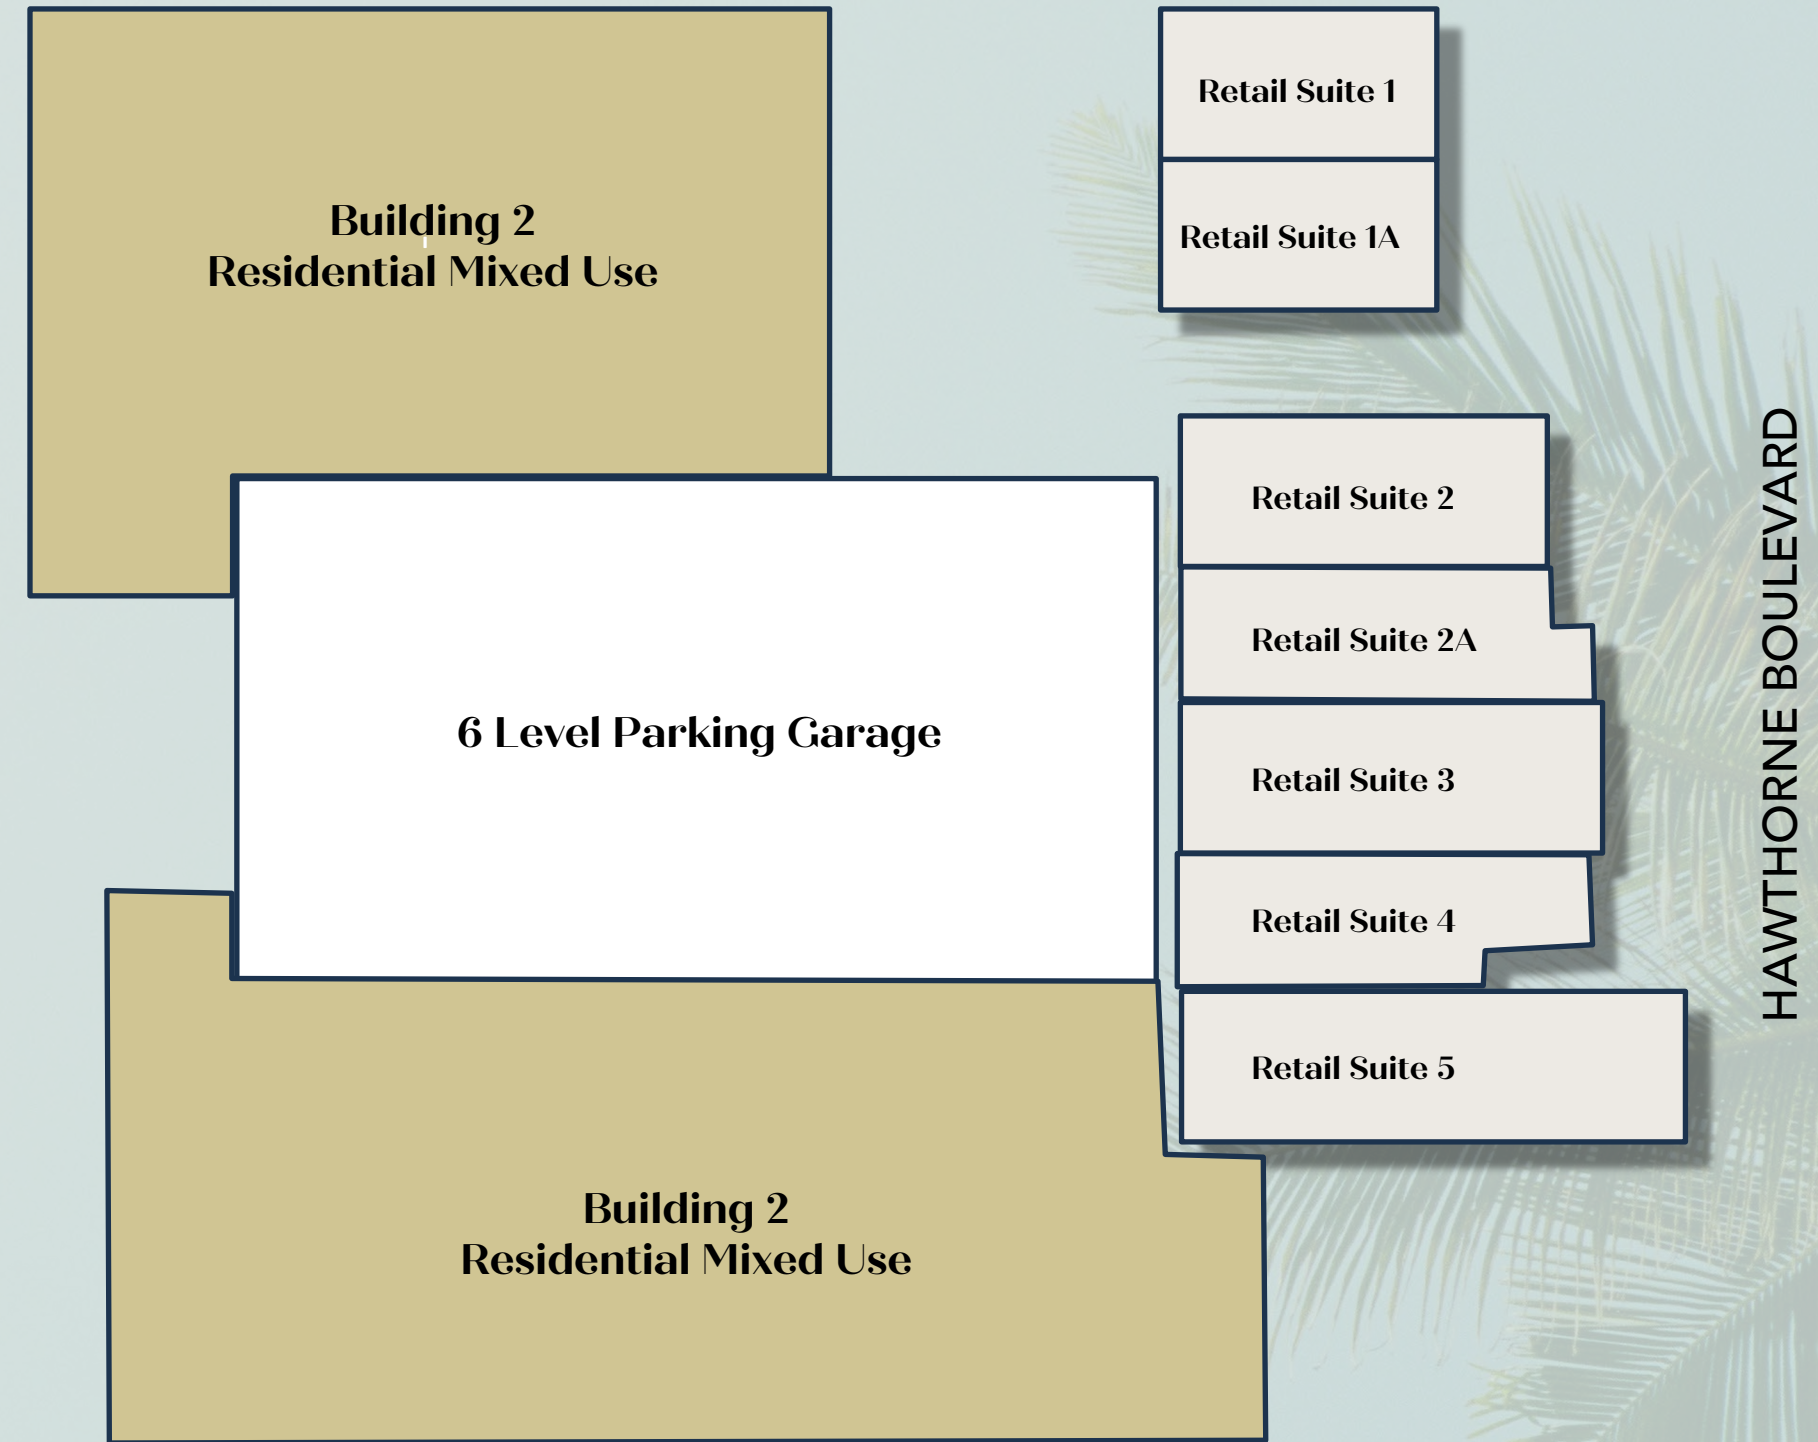 Building 2
Residential Mixed Use
Retail Suite 1
Retail Suite 1A
Retail Suite 2
Retail Suite 2A
6 Level Parking Garage
Retail Suite 3
Retail Suite 4
Retail Suite 5
Building 2
Residential Mixed Use
HAWTHORNE BOULEVARD